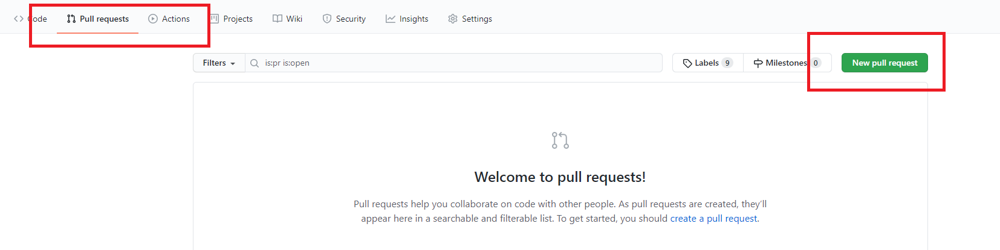 Code Pull requests Actions Projects Wiki Security Insights Settings
Filters is:pr is:open Labels 9 Milestones 0 New pull request
Welcome to pull requests!
Pull requests help you collaborate on code with other people. As pull requests are created, they’ll
appear here in a searchable and filterable list. To get started, you should create a pull request.